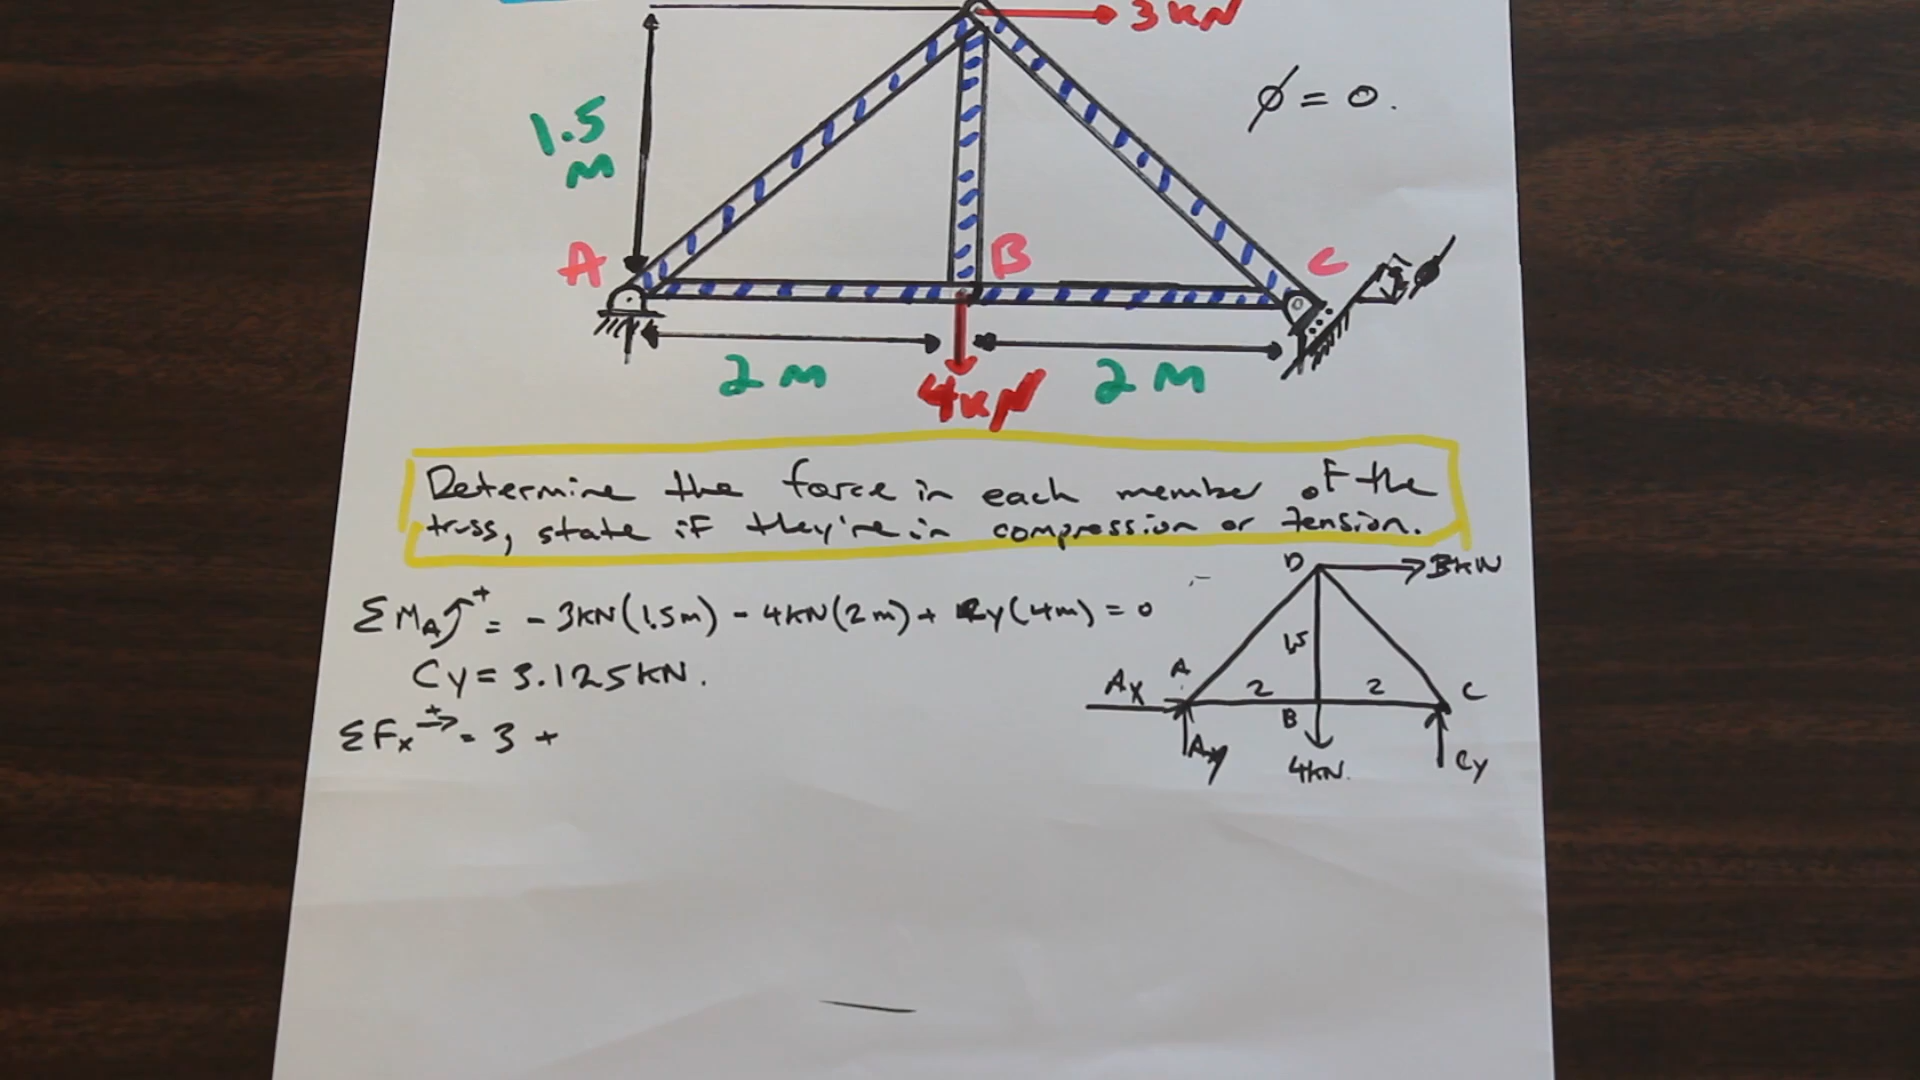 3KN
1.5
M
ϕ = 0.
A
B
C
ϕ
2 M
4KN
2 M
Determine the force in each member of the
truss, state if they're in compression or tension.
D
3KN
ΣMA + = - 3KN(1.5m) - 4KN(2m) + Cy(4m) = 0
Cy = 3.125KN.
ΣFx + = 3 +
1.5
A
Ax
2
2
C
B
Ay
4KN.
Cy